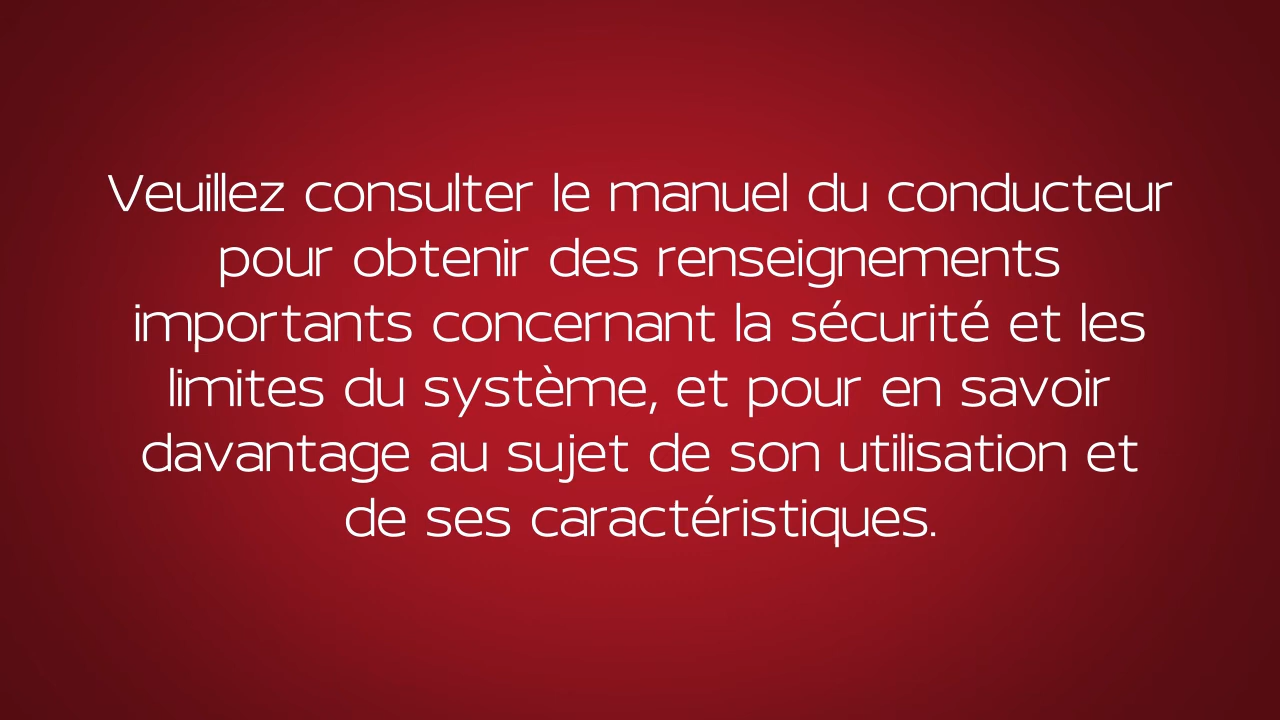 Veuillez consulter le manuel du conducteur
pour obtenir des renseignements
importants concernant la sécurité et les
limites du système, et pour en savoir
davantage au sujet de son utilisation et
de ses caractéristiques.